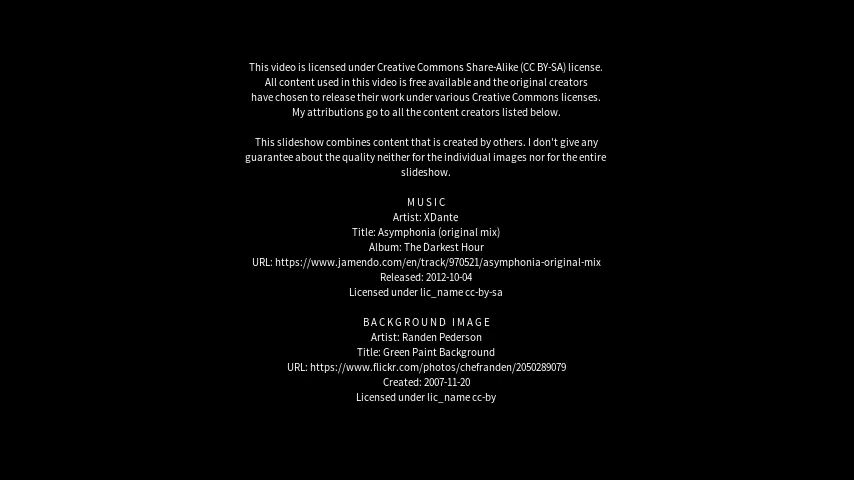 This video is licensed under Creative Commons Share-Alike (CC BY-SA) license.
All content used in this video is free available and the original creators
have chosen to release their work under various Creative Commons licenses.
My attributions go to all the content creators listed below.
This slideshow combines content that is created by others. I don't give any
guarantee about the quality neither for the individual images nor for the entire
slideshow.
MUSIC
Artist: XDante
Title: Asymphonia (original mix)
Album: The Darkest Hour
URL: https://www.jamendo.com/en/track/970521/asymphonia-original-mix
Released: 2012-10-04
Licensed under lic_name cc-by-sa
BACKGROUND IMAGE
Artist: Randen Pederson
Title: Green Paint Background
URL: https://www.flickr.com/photos/chefranden/2050289079
Created: 2007-11-20
Licensed under lic_name cc-by